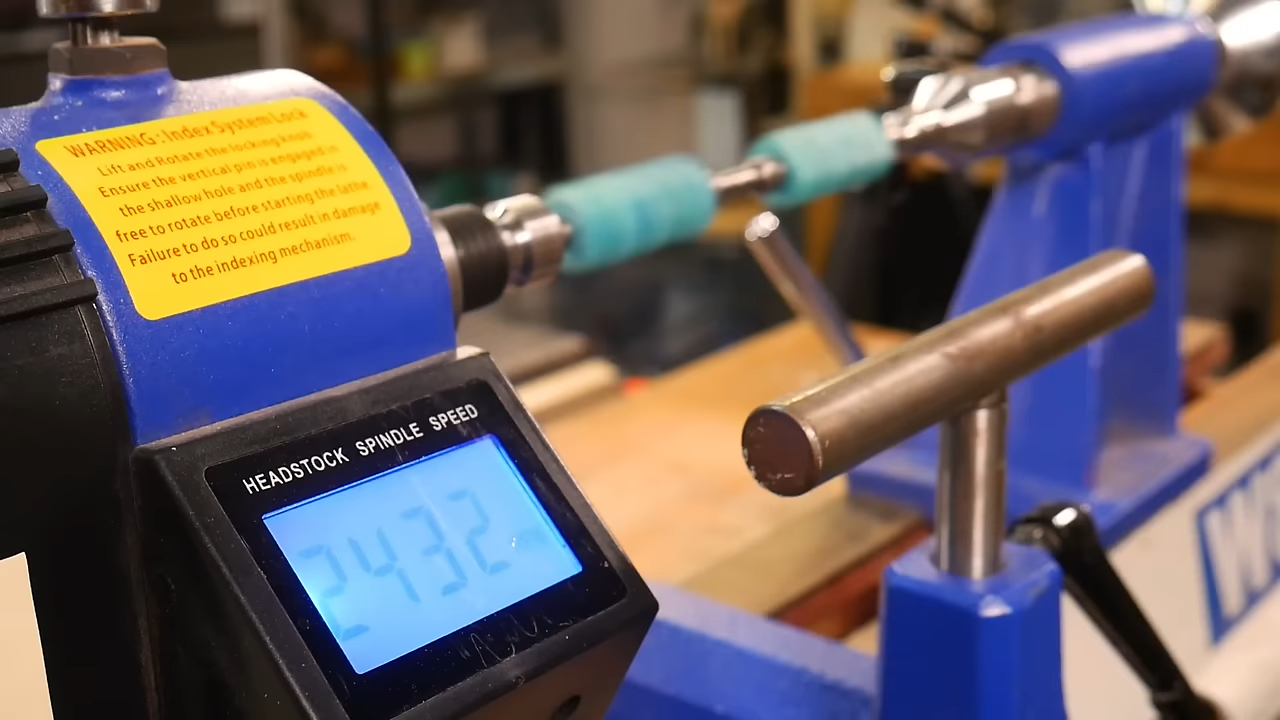 WARNING: Index System Lock
Lift and Rotate the locking knob.
Ensure the vertical pin is engaged in
the shallow hole and the spindle is
free to rotate before starting the lathe.
Failure to do so could result in damage
to the indexing mechanism.
HEADSTOCK SPINDLE SPEED
2432